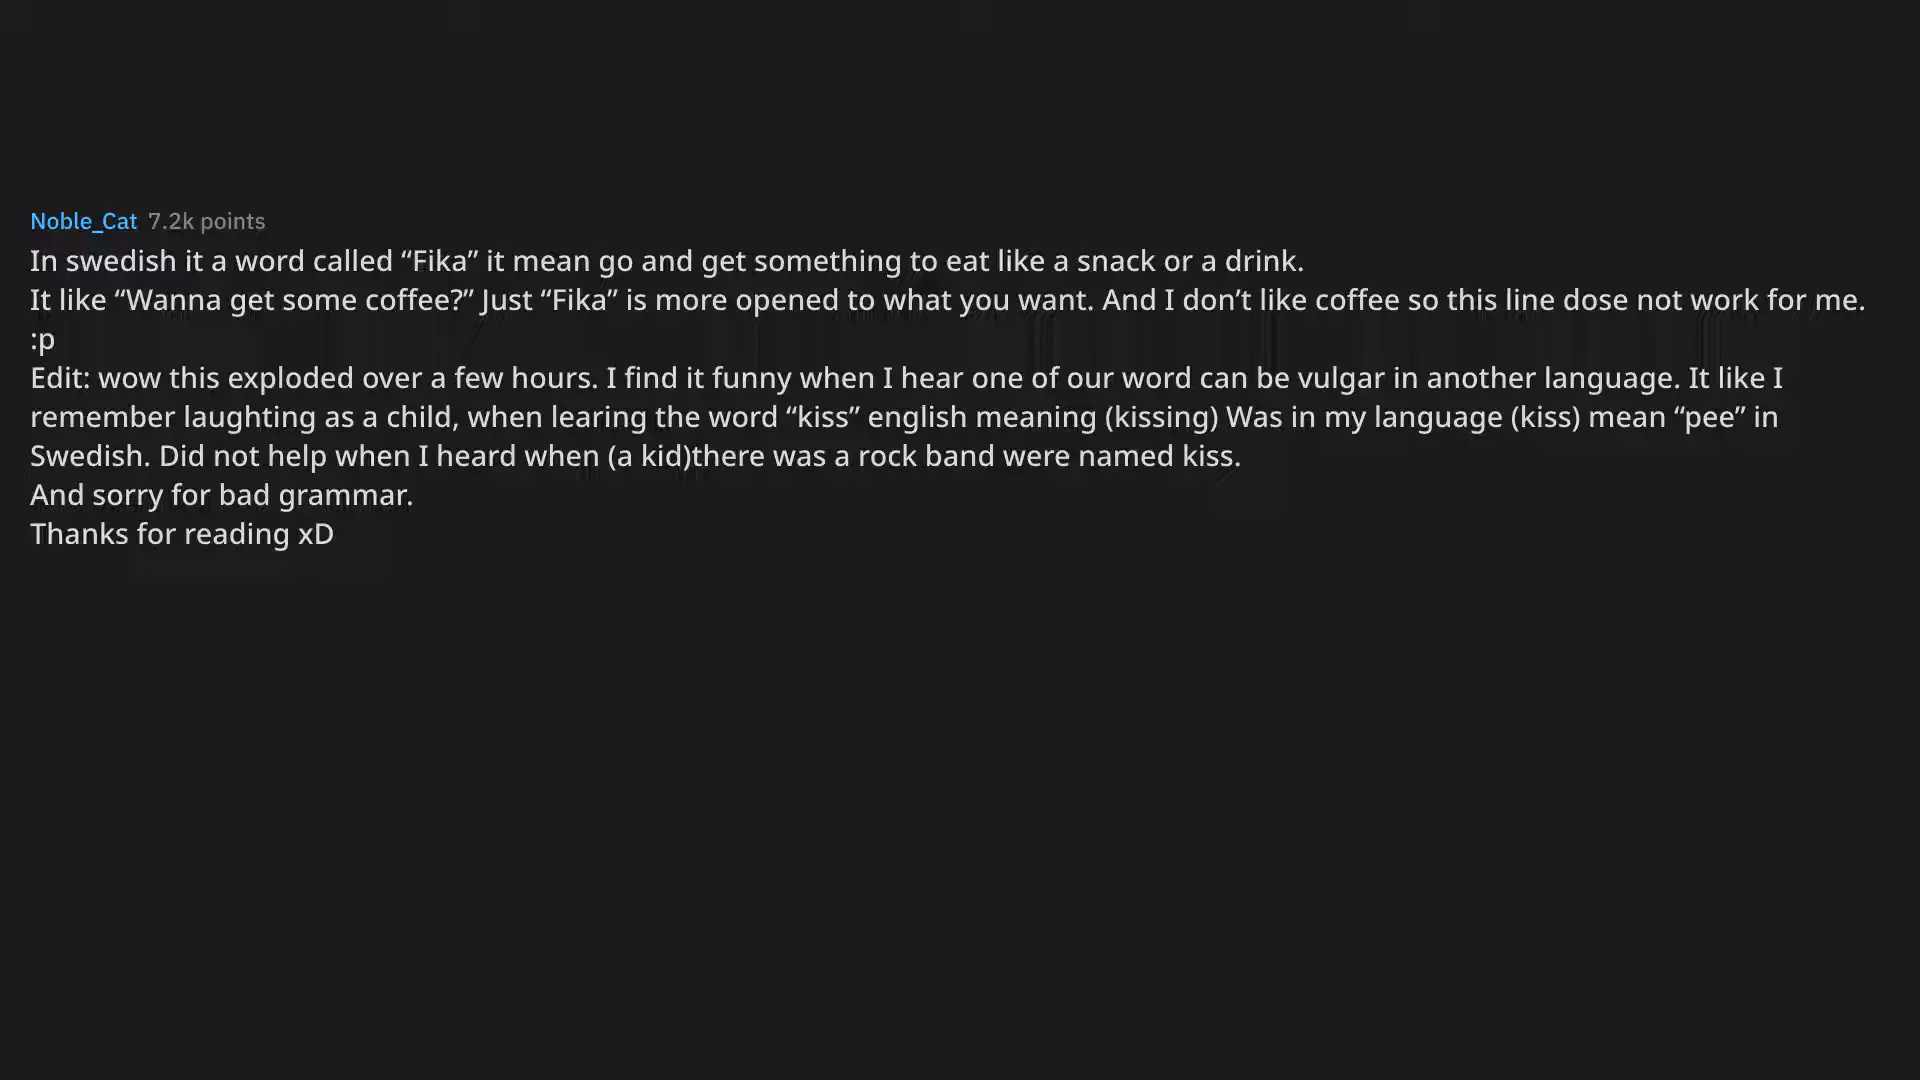 Noble_Cat 7.2k points
In swedish it a word called “Fika” it mean go and get something to eat like a snack or a drink.
It like “Wanna get some coffee?” Just “Fika” is more opened to what you want. And I don’t like coffee so this line dose not work for me.
:p
Edit: wow this exploded over a few hours. I find it funny when I hear one of our word can be vulgar in another language. It like I
remember laughting as a child, when learing the word “kiss” english meaning (kissing) Was in my language (kiss) mean “pee” in
Swedish. Did not help when I heard when (a kid)there was a rock band were named kiss.
And sorry for bad grammar.
Thanks for reading xD